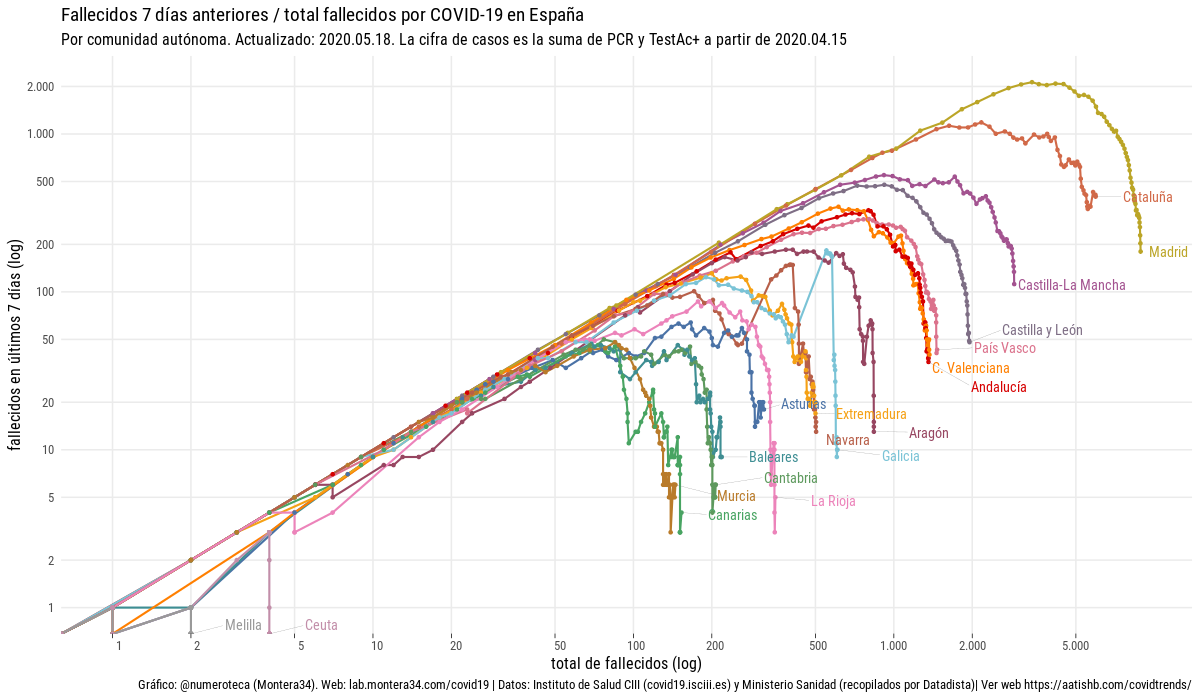 Fallecidos 7 días anteriores / total fallecidos por COVID-19 en España
Por comunidad autónoma. Actualizado: 2020.05.18. La cifra de casos es la suma de PCR y TestAc+ a partir de 2020.04.15
fallecidos en últimos 7 días (log)
2.000
1.000
500
200
100
50
20
10
5
2
1
Cataluña
Madrid
Castilla-La Mancha
Castilla y León
País Vasco
C. Valenciana
Andalucía
Asturias
Extremadura
Aragón
Navarra
Galicia
Baleares
Cantabria
Murcia
La Rioja
Canarias
Melilla
Ceuta
1 2 5 10 20 50 100 200 500 1.000 2.000 5.000
total de fallecidos (log)
Gráfico: @numeroteca (Montera34). Web: lab.montera34.com/covid19 | Datos: Instituto de Salud CIII (covid19.isciii.es) y Ministerio Sanidad (recopilados por Datadista)| Ver web https://aatishb.com/covidtrends/